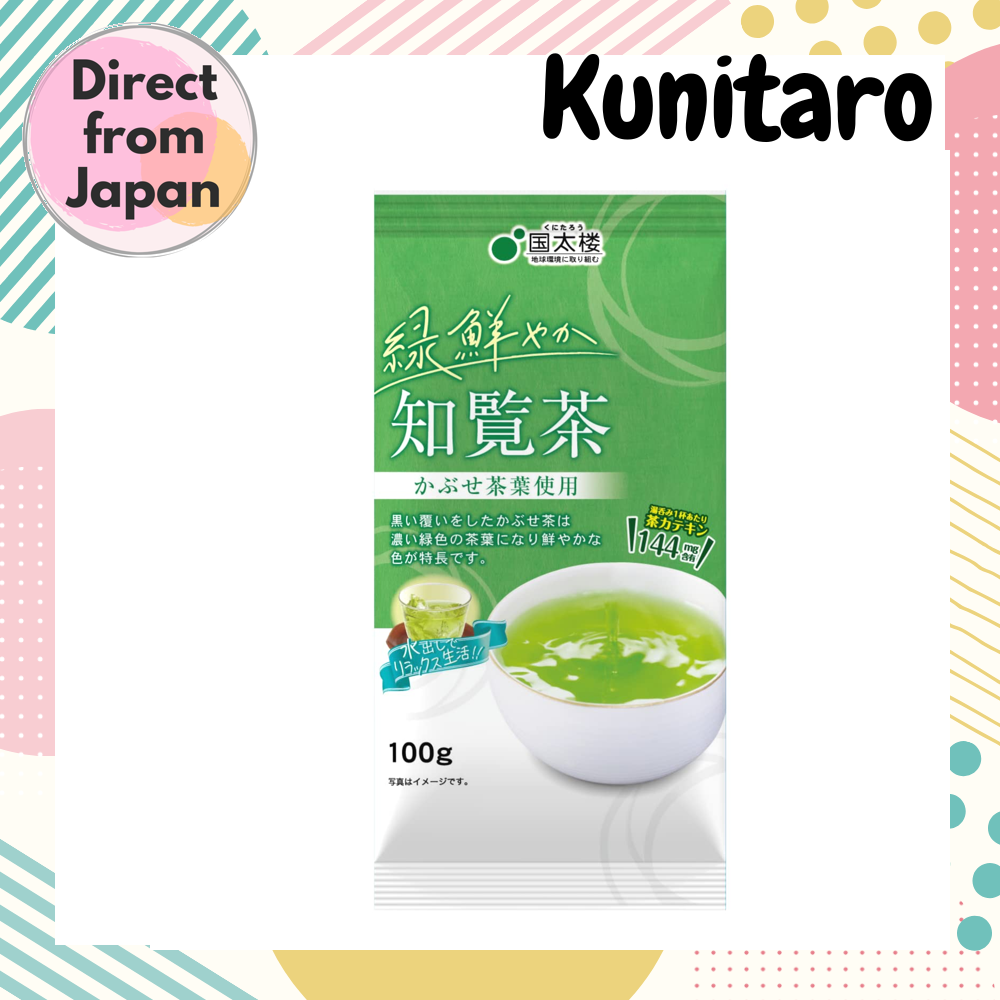 Direct
from
Japan
Kunitaro
くにたろう
国太楼
地球環境に取り組む
緑鮮やか
知覧茶
かぶせ茶葉使用
黒い覆いをしたかぶせ茶は
濃い緑色の茶葉になり鮮やかな
色が特長です。
湯呑み1杯あたり
茶カテキン
144mg
含有
水出しで
リラックス生活!!
100g
写真はイメージです。